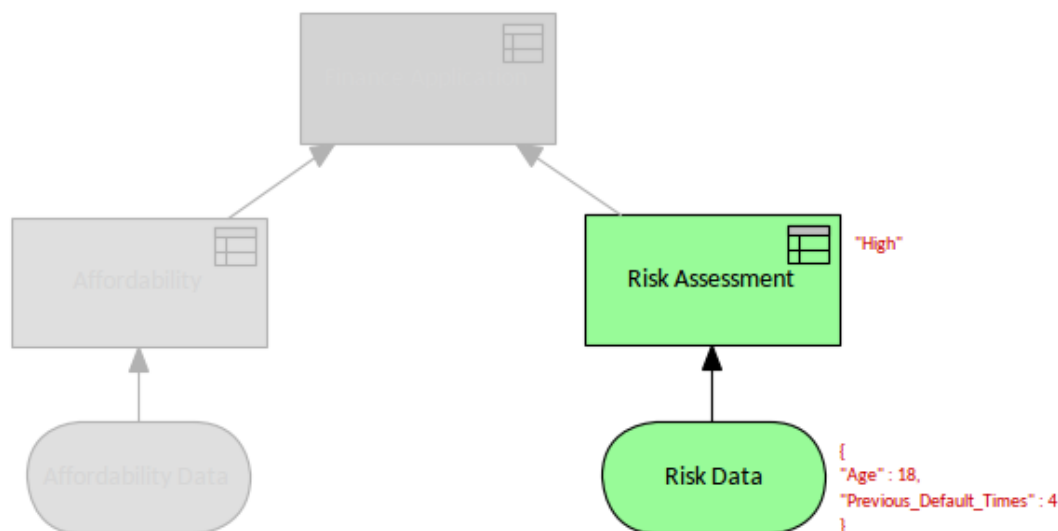 Affordability
Risk Assessment
"High"
Affordability Data
Risk Data
{
"Age" : 18,
"Previous_Default_Times" : 4
}